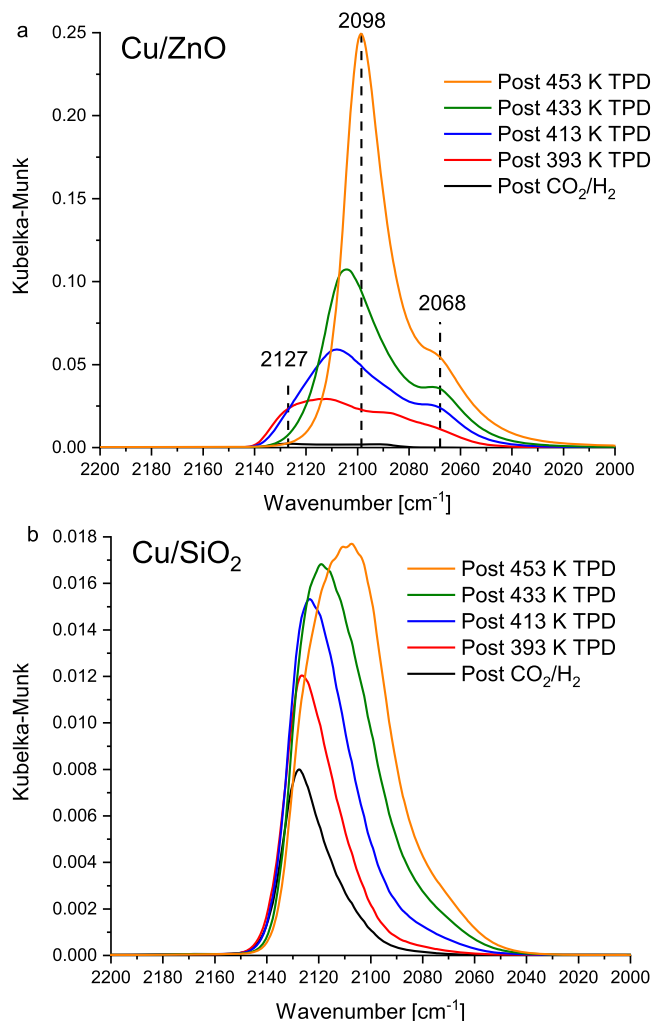 a
Cu/ZnO
2098
2127
2068
Post 453 K TPD
Post 433 K TPD
Post 413 K TPD
Post 393 K TPD
Post CO₂/H₂
Kubelka-Munk
0.25
0.20
0.15
0.10
0.05
0.00
2200 2180 2160 2140 2120 2100 2080 2060 2040 2020 2000
Wavenumber [cm⁻¹]
b
Cu/SiO₂
Post 453 K TPD
Post 433 K TPD
Post 413 K TPD
Post 393 K TPD
Post CO₂/H₂
Kubelka-Munk
0.018
0.016
0.014
0.012
0.010
0.008
0.006
0.004
0.002
0.000
2200 2180 2160 2140 2120 2100 2080 2060 2040 2020 2000
Wavenumber [cm⁻¹]